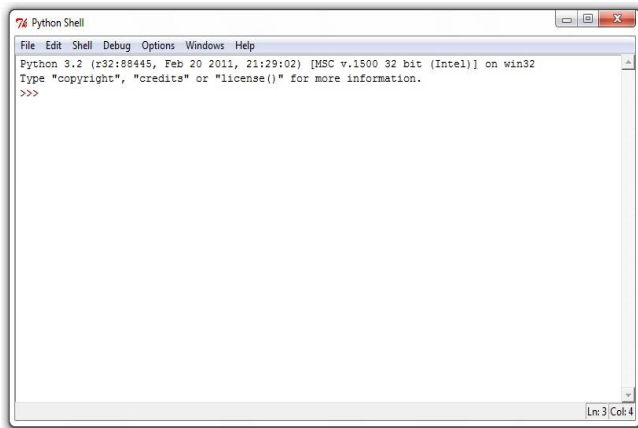 Python Shell
File Edit Shell Debug Options Windows Help
Python 3.2 (r32:88445, Feb 20 2011, 21:29:02) [MSC v.1500 32 bit (Intel)] on win32
Type "copyright", "credits" or "license()" for more information.
>>>
Ln: 3 Col: 4